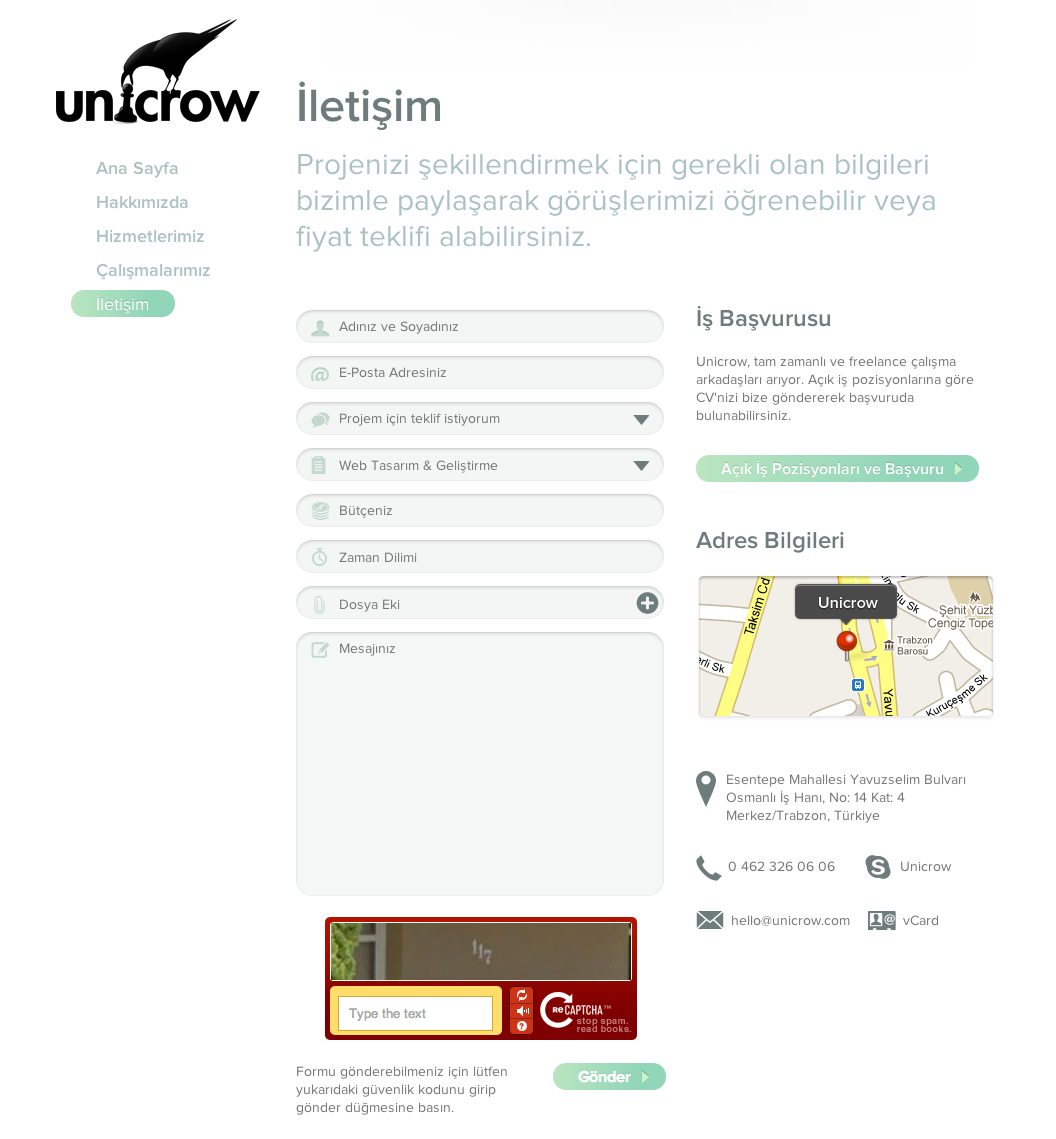 unicrow
Ana Sayfa
Hakkımızda
Hizmetlerimiz
Çalışmalarımız
İletişim
İletişim
Projenizi şekillendirmek için gerekli olan bilgileri
bizimle paylaşarak görüşlerimizi öğrenebilir veya
fiyat teklifi alabilirsiniz.
Adınız ve Soyadınız
E-Posta Adresiniz
Projem için teklif istiyorum
Web Tasarım & Geliştirme
Bütçeniz
Zaman Dilimi
Dosya Eki
Mesajınız
117
Type the text
reCAPTCHA™
stop spam.
read books.
Formu gönderebilmeniz için lütfen
yukarıdaki güvenlik kodunu girip
gönder düğmesine basın.
Gönder
İş Başvurusu
Unicrow, tam zamanlı ve freelance çalışma
arkadaşları arıyor. Açık iş pozisyonlarına göre
CV'nizi bize göndererek başvuruda
bulunabilirsiniz.
Açık İş Pozisyonları ve Başvuru
Adres Bilgileri
Taksim Cd
Unicrow
Şehit Yüzb
Cengiz Tope
Trabzon
Barosu
erli Sk
Kuruçeşme Sk
Yavu
Esentepe Mahallesi Yavuzselim Bulvarı
Osmanlı İş Hanı, No: 14 Kat: 4
Merkez/Trabzon, Türkiye
0 462 326 06 06
Unicrow
hello@unicrow.com
vCard